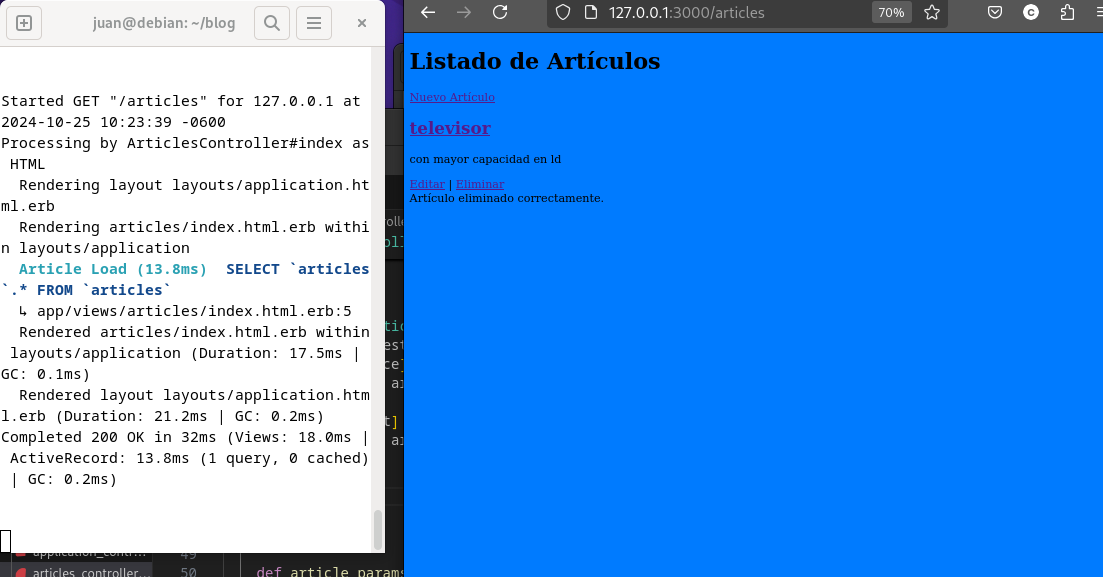 juan@debian: ~/blog
Started GET "/articles" for 127.0.0.1 at
2024-10-25 10:23:39 -0600
Processing by ArticlesController#index as
HTML
Rendering layout layouts/application.ht
ml.erb
Rendering articles/index.html.erb withi
n layouts/application
Article Load (13.8ms)  SELECT `articles
`.* FROM `articles`
↳ app/views/articles/index.html.erb:5
Rendered articles/index.html.erb within
layouts/application (Duration: 17.5ms |
GC: 0.1ms)
Rendered layout layouts/application.htm
l.erb (Duration: 21.2ms | GC: 0.2ms)
Completed 200 OK in 32ms (Views: 18.0ms |
ActiveRecord: 13.8ms (1 query, 0 cached)
| GC: 0.2ms)
articles_controller...
50
def article_params
127.0.0.1:3000/articles
70%
Listado de Artículos
Nuevo Artículo
televisor
con mayor capacidad en ld
Editar | Eliminar
Artículo eliminado correctamente.